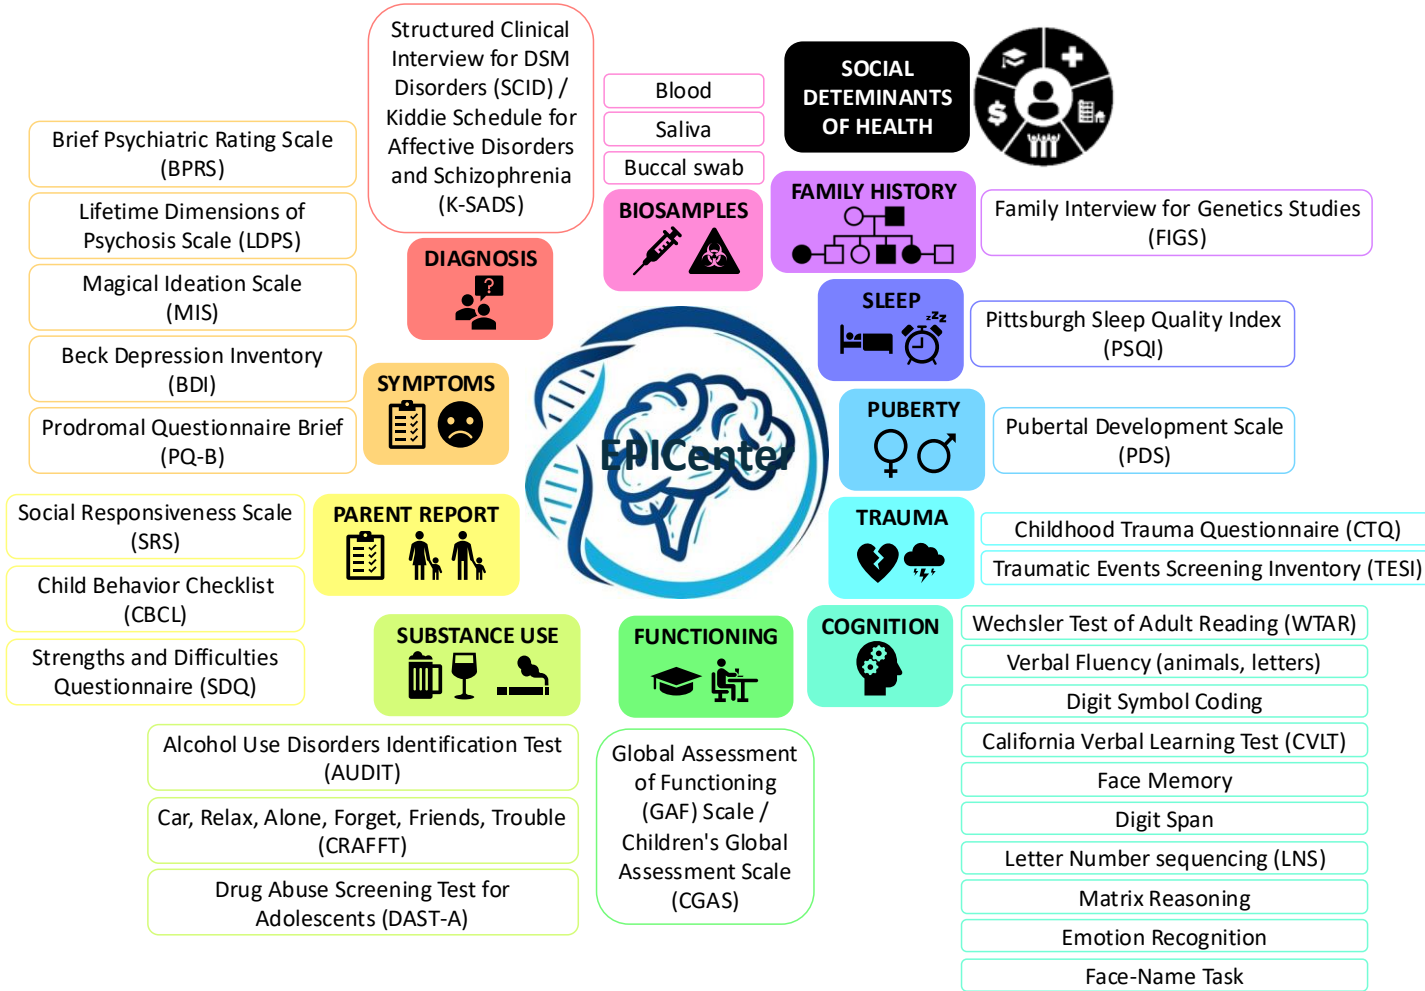 Structured Clinical
Interview for DSM
Disorders (SCID) /
Kiddie Schedule for
Affective Disorders
and Schizophrenia
(K-SADS)
DIAGNOSIS
?
Blood
Saliva
Buccal swab
BIOSAMPLES
SOCIAL
DETEMINANTS
OF HEALTH
$
FAMILY HISTORY
Family Interview for Genetics Studies
(FIGS)
SLEEP
zZZ
Pittsburgh Sleep Quality Index
(PSQI)
PUBERTY
Pubertal Development Scale
(PDS)
TRAUMA
Childhood Trauma Questionnaire (CTQ)
Traumatic Events Screening Inventory (TESI)
COGNITION
Wechsler Test of Adult Reading (WTAR)
Verbal Fluency (animals, letters)
Digit Symbol Coding
California Verbal Learning Test (CVLT)
Face Memory
Digit Span
Letter Number sequencing (LNS)
Matrix Reasoning
Emotion Recognition
Face-Name Task
FUNCTIONING
Global Assessment
of Functioning
(GAF) Scale /
Children's Global
Assessment Scale
(CGAS)
SUBSTANCE USE
Alcohol Use Disorders Identification Test
(AUDIT)
Car, Relax, Alone, Forget, Friends, Trouble
(CRAFFT)
Drug Abuse Screening Test for
Adolescents (DAST-A)
PARENT REPORT
Social Responsiveness Scale
(SRS)
Child Behavior Checklist
(CBCL)
Strengths and Difficulties
Questionnaire (SDQ)
SYMPTOMS
Brief Psychiatric Rating Scale
(BPRS)
Lifetime Dimensions of
Psychosis Scale (LDPS)
Magical Ideation Scale
(MIS)
Beck Depression Inventory
(BDI)
Prodromal Questionnaire Brief
(PQ-B)
EPICenter